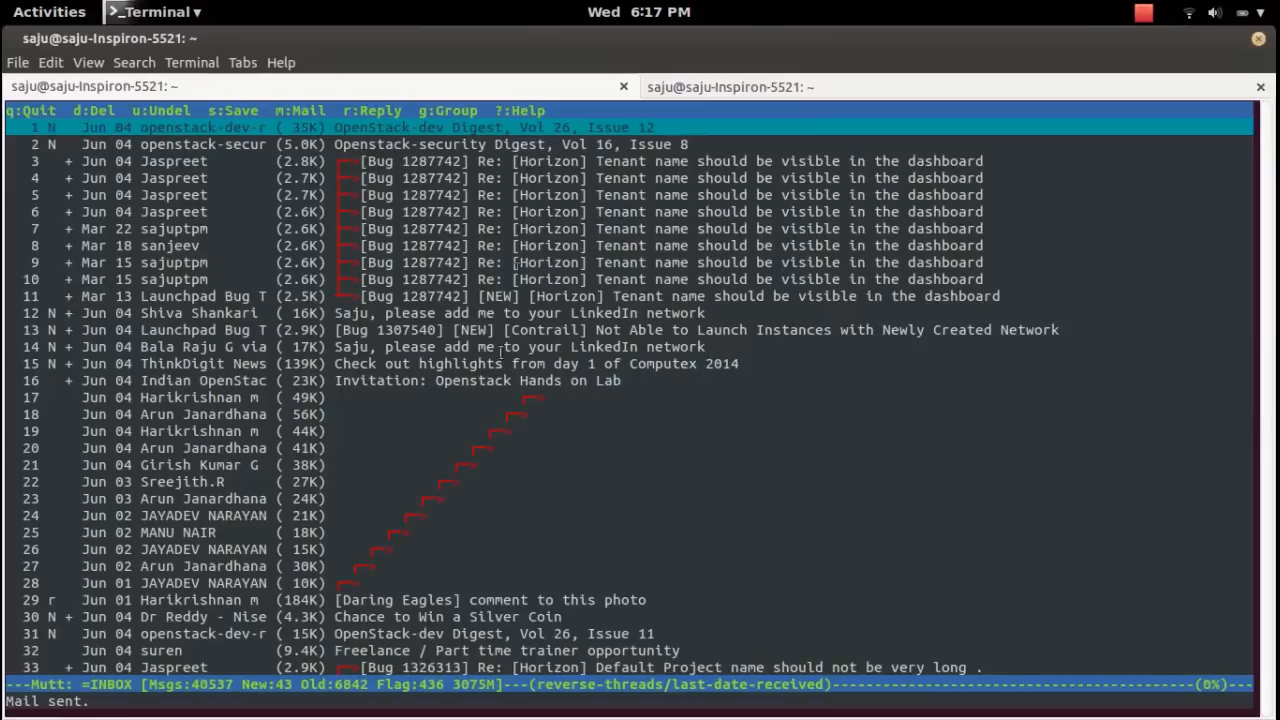 Activities >_Terminal▾ Wed 6:17 PM
saju@saju-Inspiron-5521: ~
File Edit View Search Terminal Tabs Help
saju@saju-Inspiron-5521: ~ × saju@saju-Inspiron-5521: ~ ×
q:Quit d:Del u:Undel s:Save m:Mail r:Reply g:Group ?:Help
1 N Jun 04 openstack-dev-r ( 35K) OpenStack-dev Digest, Vol 26, Issue 12
2 N Jun 04 openstack-secur (5.0K) Openstack-security Digest, Vol 16, Issue 8
3 + Jun 04 Jaspreet (2.8K) ┌─>[Bug 1287742] Re: [Horizon] Tenant name should be visible in the dashboard
4 + Jun 04 Jaspreet (2.7K) ├─>[Bug 1287742] Re: [Horizon] Tenant name should be visible in the dashboard
5 + Jun 04 Jaspreet (2.7K) ├─>[Bug 1287742] Re: [Horizon] Tenant name should be visible in the dashboard
6 + Jun 04 Jaspreet (2.6K) ├─>[Bug 1287742] Re: [Horizon] Tenant name should be visible in the dashboard
7 + Mar 22 sajuptpm (2.6K) ├─>[Bug 1287742] Re: [Horizon] Tenant name should be visible in the dashboard
8 + Mar 18 sanjeev (2.6K) ├─>[Bug 1287742] Re: [Horizon] Tenant name should be visible in the dashboard
9 + Mar 15 sajuptpm (2.6K) ├─>[Bug 1287742] Re: [Horizon] Tenant name should be visible in the dashboard
10 + Mar 15 sajuptpm (2.6K) ├─>[Bug 1287742] Re: [Horizon] Tenant name should be visible in the dashboard
11 + Mar 13 Launchpad Bug T (2.5K) └─>[Bug 1287742] [NEW] [Horizon] Tenant name should be visible in the dashboard
12 N + Jun 04 Shiva Shankari ( 16K) Saju, please add me to your LinkedIn network
13 N + Jun 04 Launchpad Bug T (2.9K) [Bug 1307540] [NEW] [Contrail] Not Able to Launch Instances with Newly Created Network
14 N + Jun 04 Bala Raju G via ( 17K) Saju, please add me to your LinkedIn network
15 N + Jun 04 ThinkDigit News (139K) Check out highlights from day 1 of Computex 2014
16 + Jun 04 Indian OpenStac ( 23K) Invitation: Openstack Hands on Lab
17 Jun 04 Harikrishnan m ( 49K) ┌─>
18 Jun 04 Arun Janardhana ( 56K) ┌─>
19 Jun 04 Harikrishnan m ( 44K) ┌─>
20 Jun 04 Arun Janardhana ( 41K) ┌─>
21 Jun 04 Girish Kumar G ( 38K) ┌─>
22 Jun 03 Sreejith.R ( 27K) ┌─>
23 Jun 03 Arun Janardhana ( 24K) ┌─>
24 Jun 02 JAYADEV NARAYAN ( 21K) ┌─>
25 Jun 02 MANU NAIR ( 18K) ┌─>
26 Jun 02 JAYADEV NARAYAN ( 15K) ┌─>
27 Jun 02 Arun Janardhana ( 30K) ┌─>
28 Jun 01 JAYADEV NARAYAN ( 10K) ┌─>
29 r Jun 01 Harikrishnan m (184K) [Daring Eagles] comment to this photo
30 N + Jun 04 Dr Reddy - Nise (4.3K) Chance to Win a Silver Coin
31 N Jun 04 openstack-dev-r ( 15K) OpenStack-dev Digest, Vol 26, Issue 11
32 Jun 04 suren (9.4K) Freelance / Part time trainer opportunity
33 + Jun 04 Jaspreet (2.9K) ┌─>[Bug 1326313] Re: [Horizon] Default Project name should not be very long .
---Mutt: =INBOX [Msgs:40537 New:43 Old:6842 Flag:436 3075M]---(reverse-threads/last-date-received)-------------------------------------------(0%)---
Mail sent.